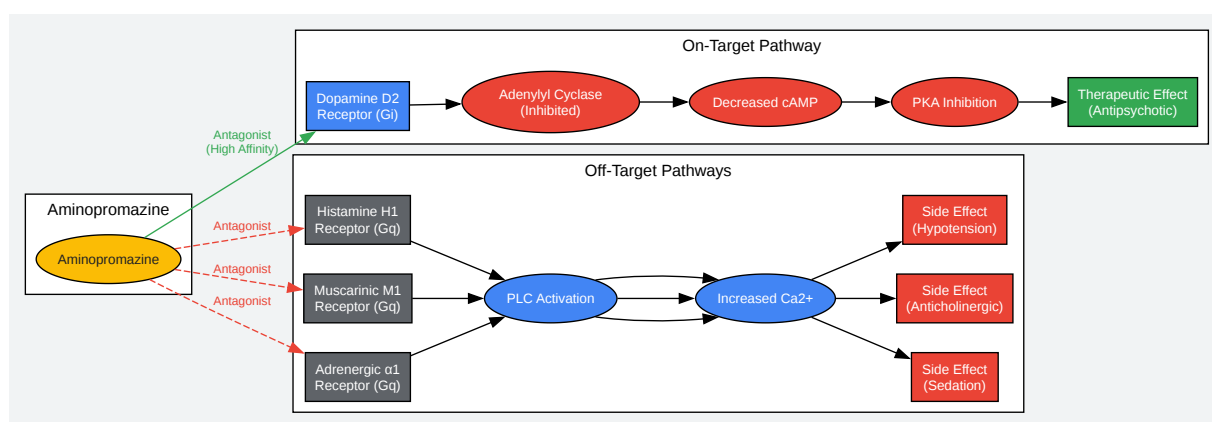 On-Target Pathway
Dopamine D2
Receptor (Gi)
Adenylyl Cyclase
(Inhibited)
Decreased cAMP
PKA Inhibition
Therapeutic Effect
(Antipsychotic)
Antagonist
(High Affinity)
Off-Target Pathways
Aminopromazine
Aminopromazine
Antagonist
Antagonist
Antagonist
Histamine H1
Receptor (Gq)
Muscarinic M1
Receptor (Gq)
Adrenergic α1
Receptor (Gq)
PLC Activation
Increased Ca2+
Side Effect
(Hypotension)
Side Effect
(Anticholinergic)
Side Effect
(Sedation)